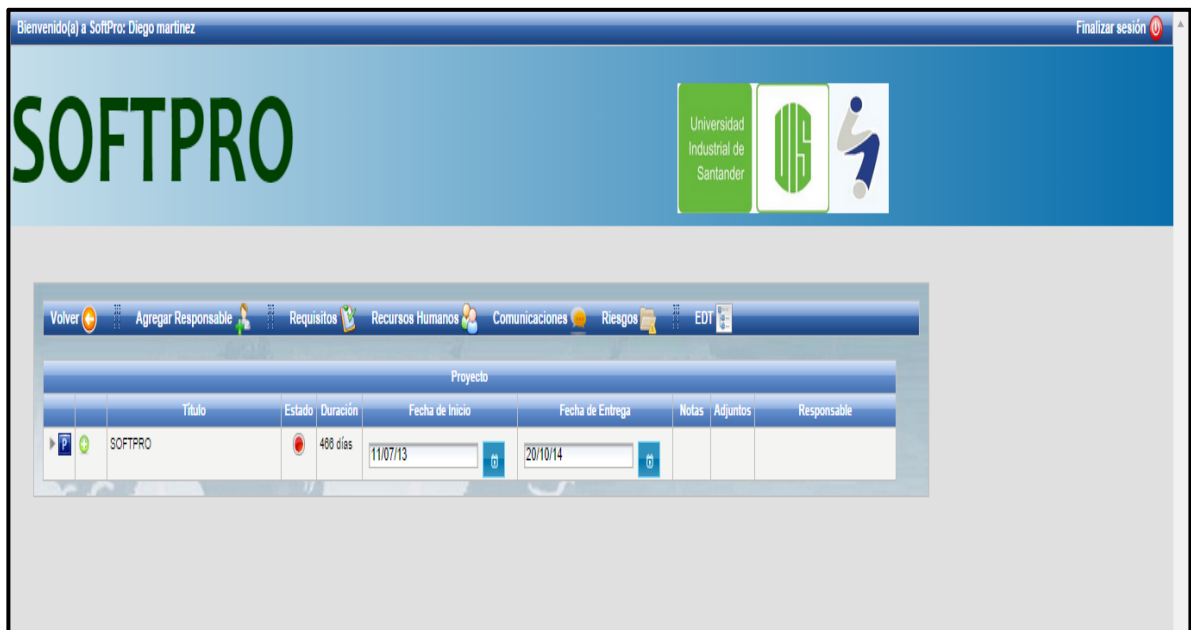 Bienvenido(a) a SoftPro: Diego martinez Finalizar sesión
SOFTPRO
Universidad
Industrial de
Santander
UIS
Volver Agregar Responsable Requisitos Recursos Humanos Comunicaciones Riesgos EDT
Proyecto
Título Estado Duración Fecha de Inicio Fecha de Entrega Notas Adjuntos Responsable
P SOFTPRO 466 días 11/07/13 20/10/14